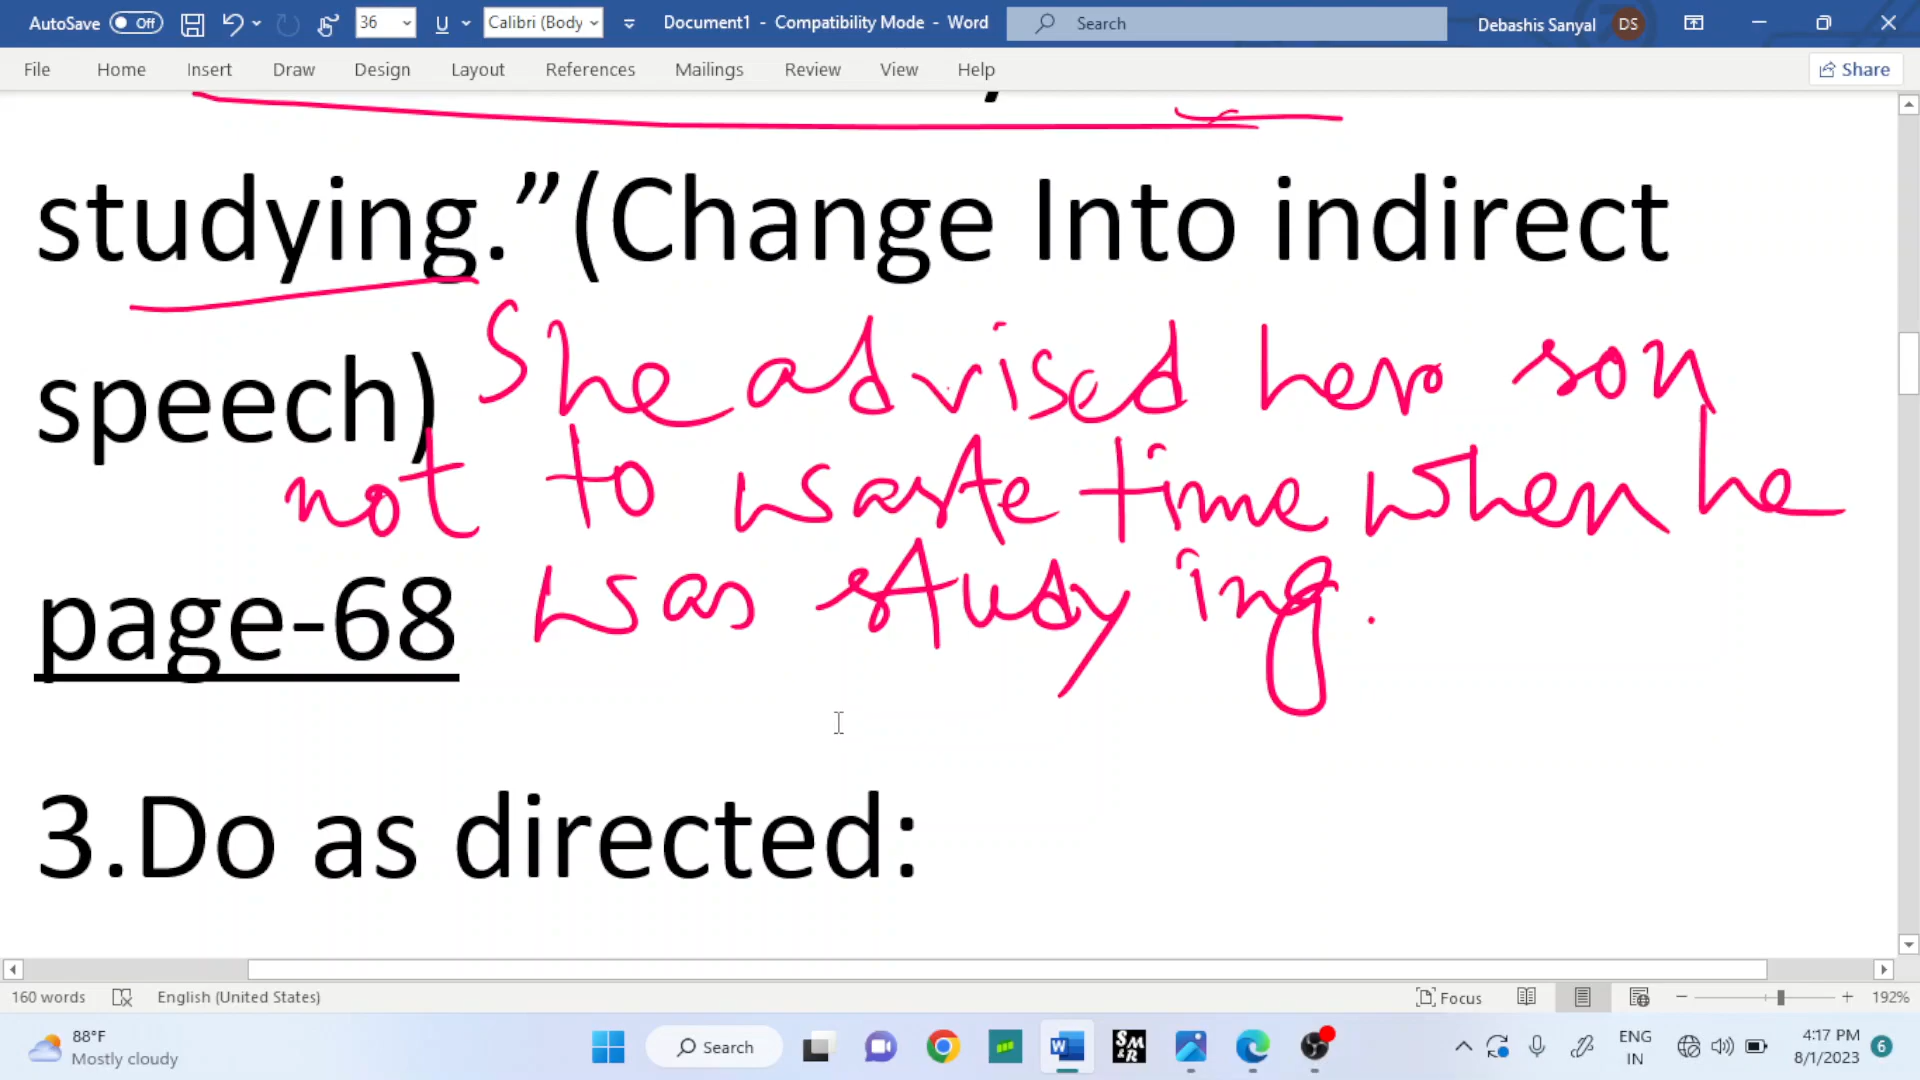 AutoSave Off 36 U Calibri (Body Document1 - Compatibility Mode - Word Search Debashis Sanyal DS
File Home Insert Draw Design Layout References Mailings Review View Help Share
studying.”(Change Into indirect
speech) She advised her son
not to waste time when he
page-68 was studying.
3.Do as directed:
160 words English (United States) Focus 192%
88°F
Mostly cloudy
Search
S
M
&R
ENG
IN
4:17 PM
8/1/2023
6